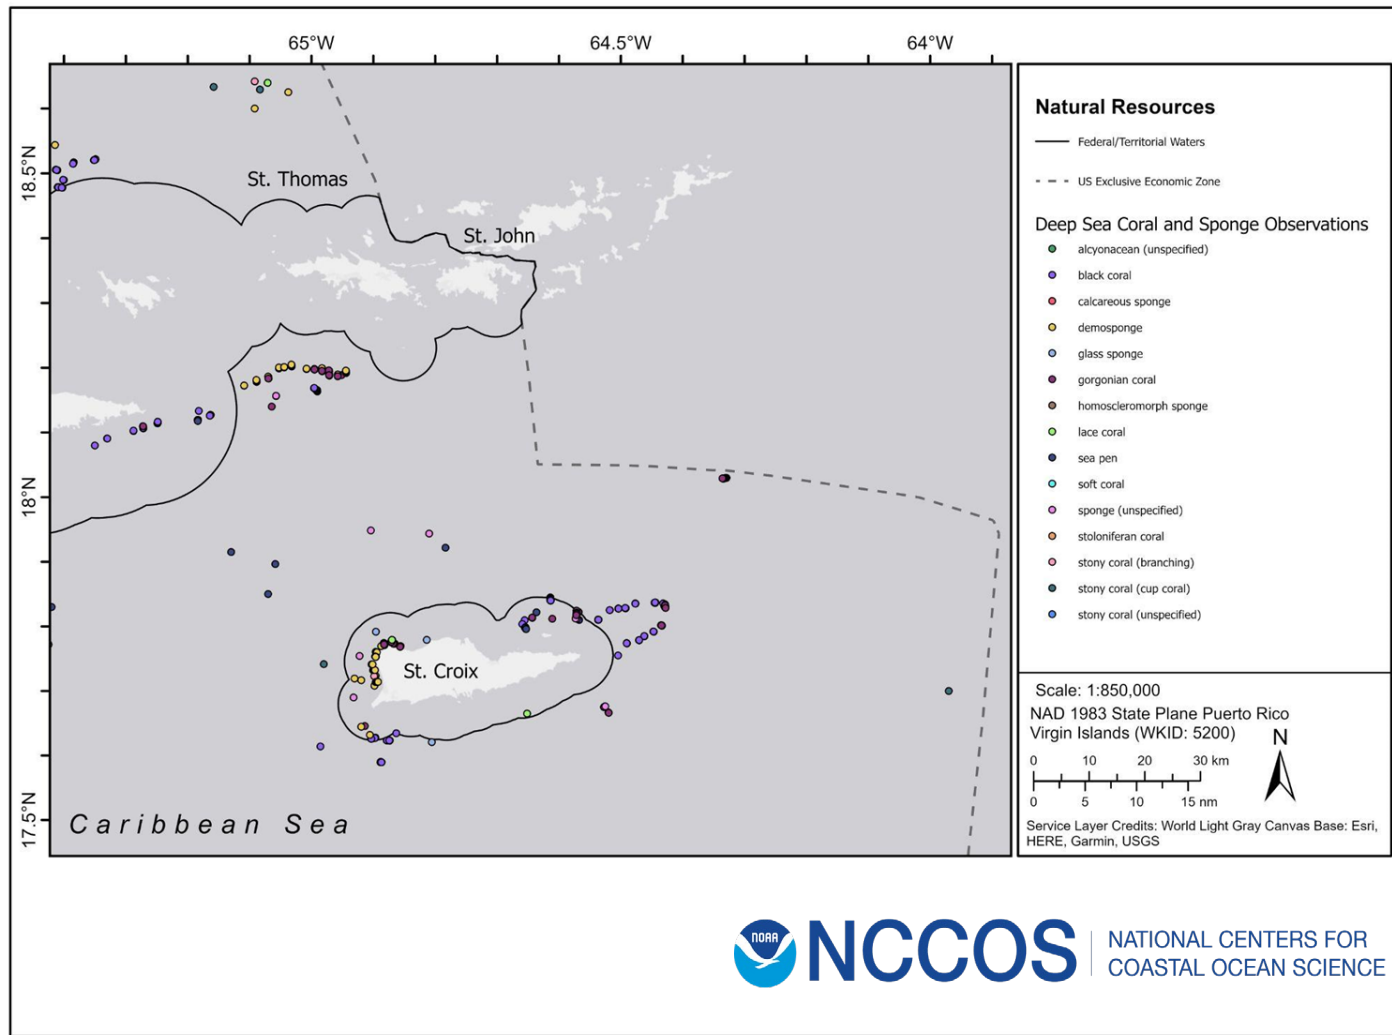 65°W
64.5°W
64°W
18.5°N
18°N
17.5°N
St. Thomas
St. John
St. Croix
Caribbean Sea
Natural Resources
Federal/Territorial Waters
US Exclusive Economic Zone
Deep Sea Coral and Sponge Observations
alcyonacean (unspecified)
black coral
calcareous sponge
demosponge
glass sponge
gorgonian coral
homoscleromorph sponge
lace coral
sea pen
soft coral
sponge (unspecified)
stoloniferan coral
stony coral (branching)
stony coral (cup coral)
stony coral (unspecified)
Scale: 1:850,000
NAD 1983 State Plane Puerto Rico
Virgin Islands (WKID: 5200)
N
0 10 20 30 km
0 5 10 15 nm
Service Layer Credits: World Light Gray Canvas Base: Esri,
HERE, Garmin, USGS
NOAA
NCCOS
NATIONAL CENTERS FOR
COASTAL OCEAN SCIENCE